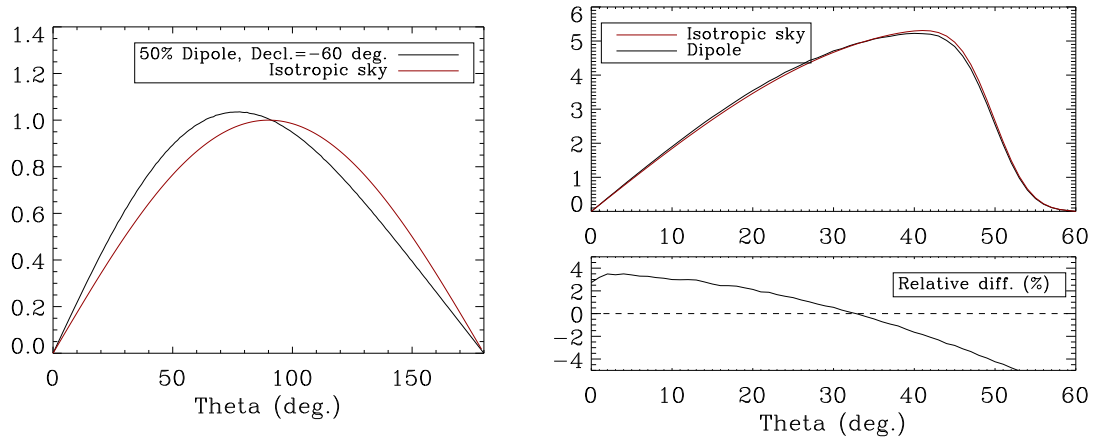 1.4
1.2
1.0
0.8
0.6
0.4
0.2
0.0
50% Dipole, Decl.=−60 deg.
Isotropic sky
0 50 100 150
Theta (deg.)
6
5
4
3
2
1
0
Isotropic sky
Dipole
0 10 20 30 40 50 60
4
2
0
−2
−4
Relative diff. (%)
0 10 20 30 40 50 60
Theta (deg.)